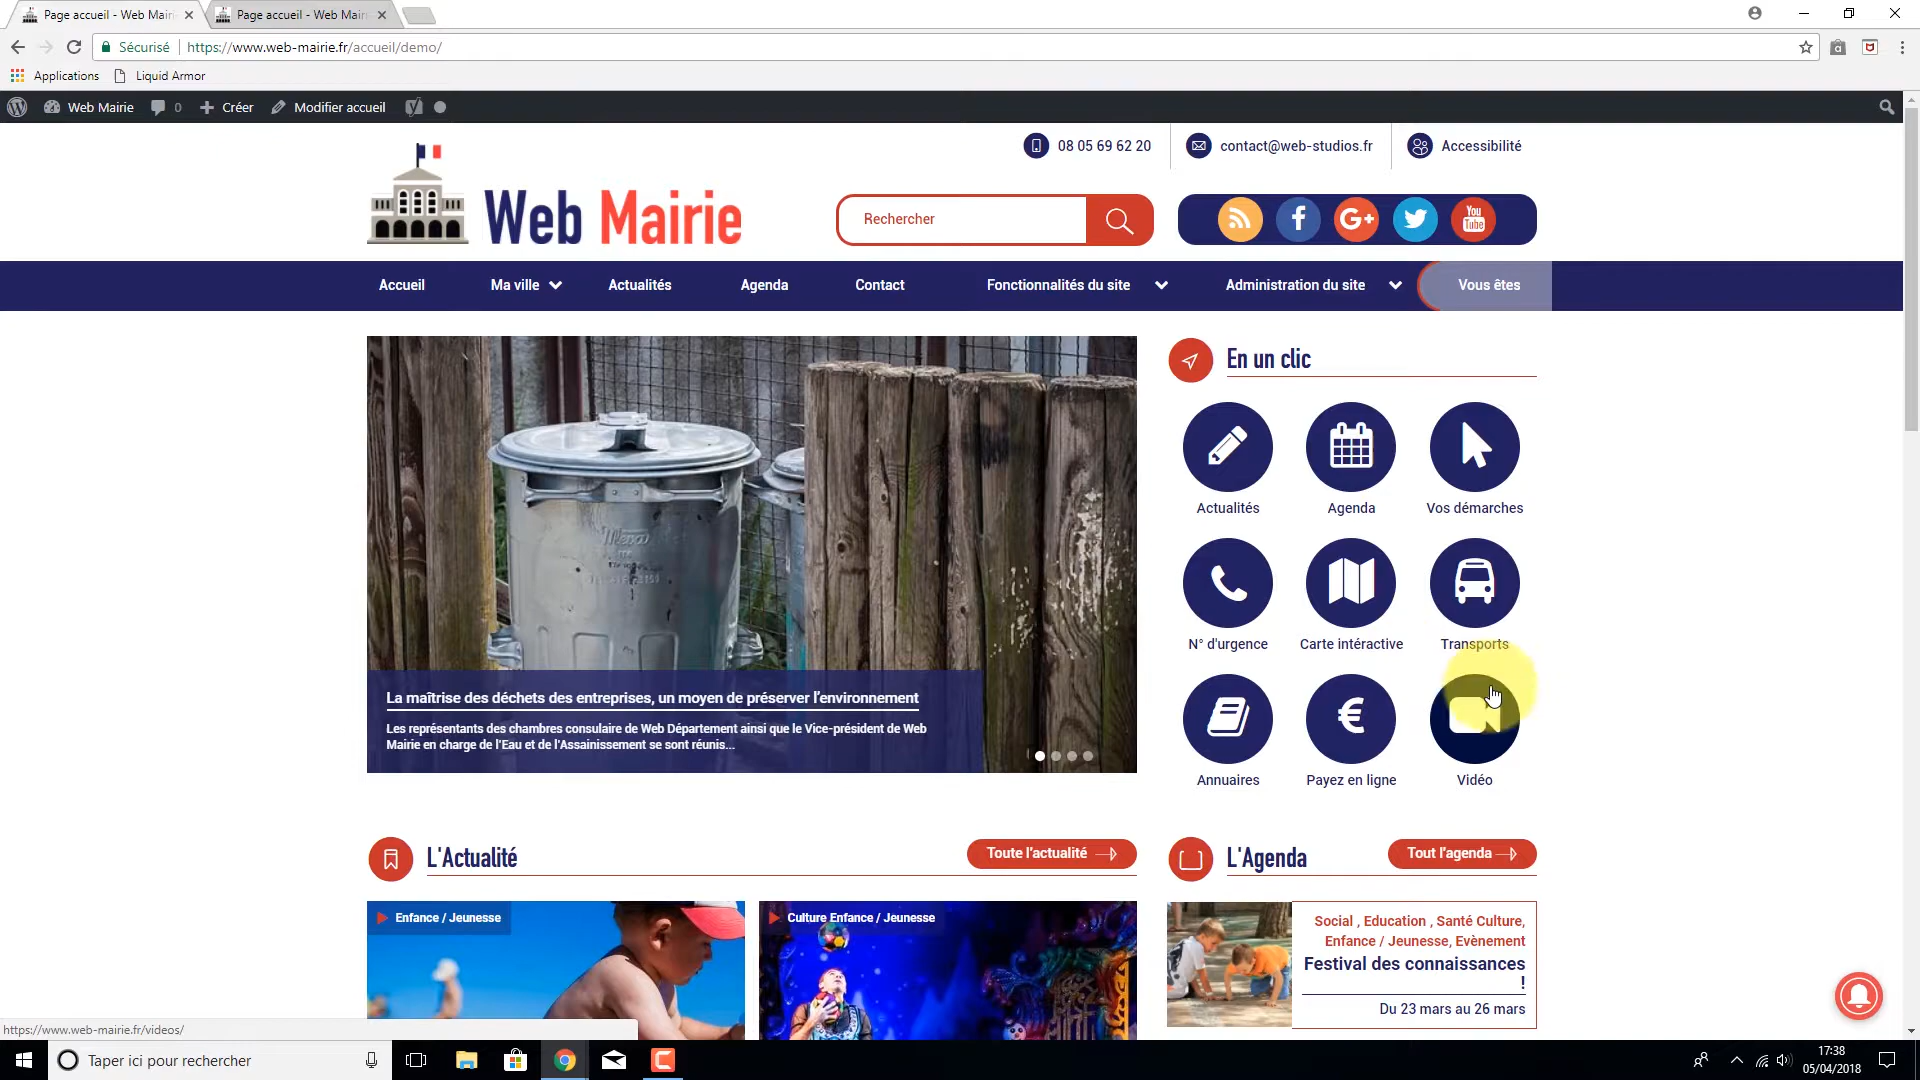 Page accueil - Web Mairi
Page accueil - Web Mairi
Sécurisé
https://www.web-mairie.fr/accueil/demo/
Applications
Liquid Armor
Web Mairie
0
Créer
Modifier accueil
08 05 69 62 20
contact@web-studios.fr
Accessibilité
Web Mairie
Rechercher
G+
You
Tube
Accueil
Ma ville
Actualités
Agenda
Contact
Fonctionnalités du site
Administration du site
Vous êtes
En un clic
Actualités
Agenda
Vos démarches
N° d'urgence
Carte intéractive
Transports
Annuaires
Payez en ligne
Vidéo
La maîtrise des déchets des entreprises, un moyen de préserver l’environnement
Les représentants des chambres consulaire de Web Département ainsi que le Vice-président de Web
Mairie en charge de l’Eau et de l’Assainissement se sont réunis...
L'Actualité
Toute l’actualité
L'Agenda
Tout l’agenda
Enfance / Jeunesse
Culture Enfance / Jeunesse
Social , Education , Santé Culture,
Enfance / Jeunesse, Evènement
Festival des connaissances
!
Du 23 mars au 26 mars
https://www.web-mairie.fr/videos/
Taper ici pour rechercher
17:38
05/04/2018